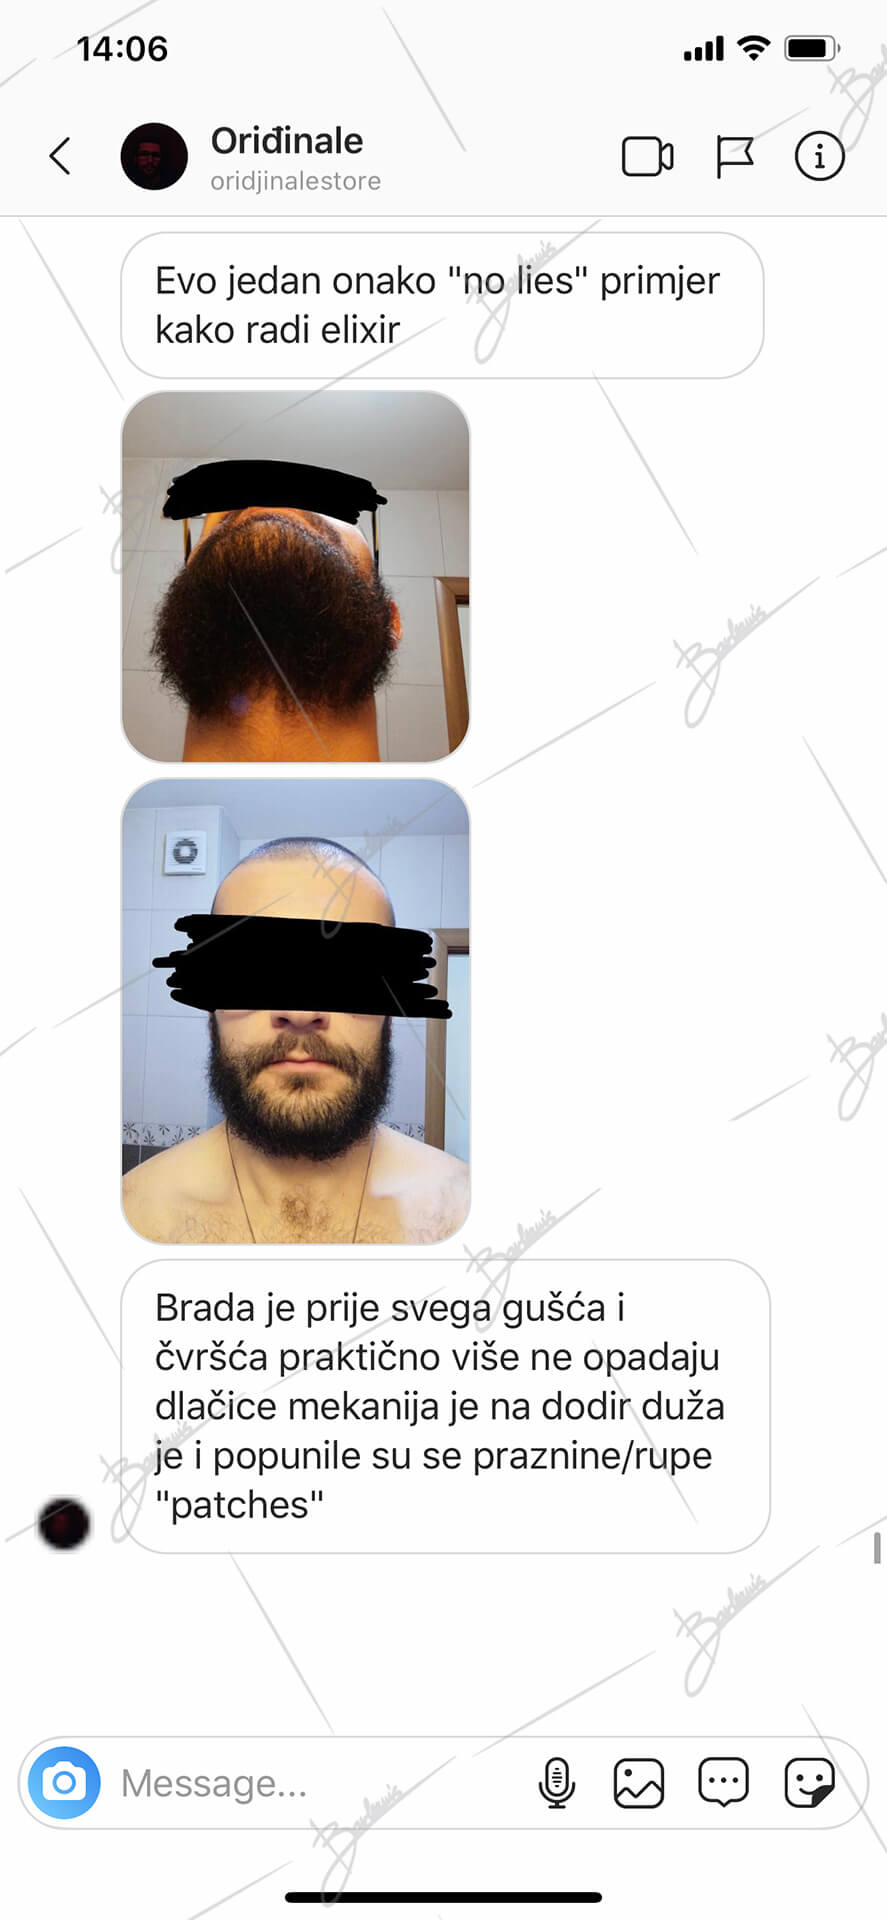 14:06
Oriđinale
oridjinalestore
Evo jedan onako "no lies" primjer
kako radi elixir
Brada je prije svega gušća i
čvršća praktično više ne opadaju
dlačice mekanija je na dodir duža
je i popunile su se praznine/rupe
"patches"
Message...